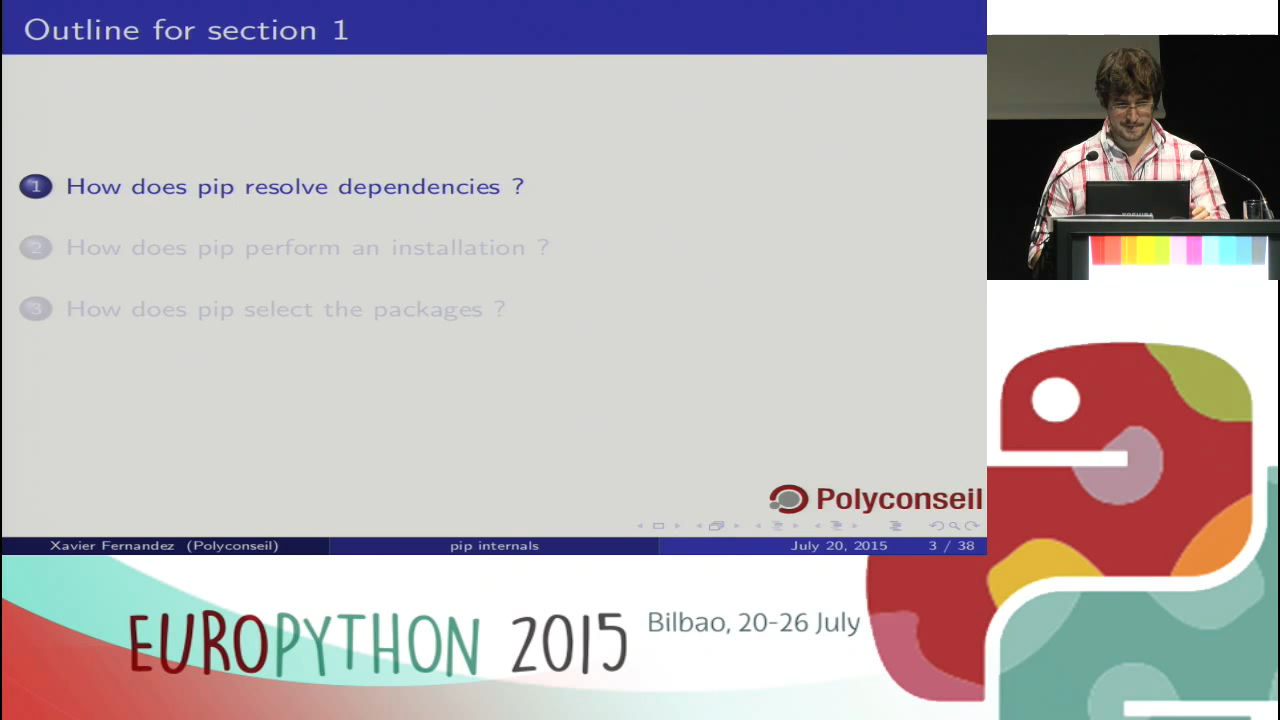 Outline for section 1
1 How does pip resolve dependencies ?
2 How does pip perform an installation ?
3 How does pip select the packages ?
Polyconseil
Xavier Fernandez (Polyconseil)
pip internals
July 20, 2015
3 / 38
TOSHIBA
EUROPYTHON 2015
Bilbao, 20-26 July